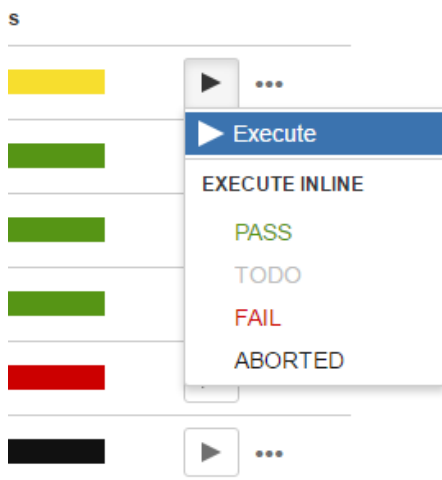 s
Execute
EXECUTE INLINE
PASS
TODO
FAIL
ABORTED